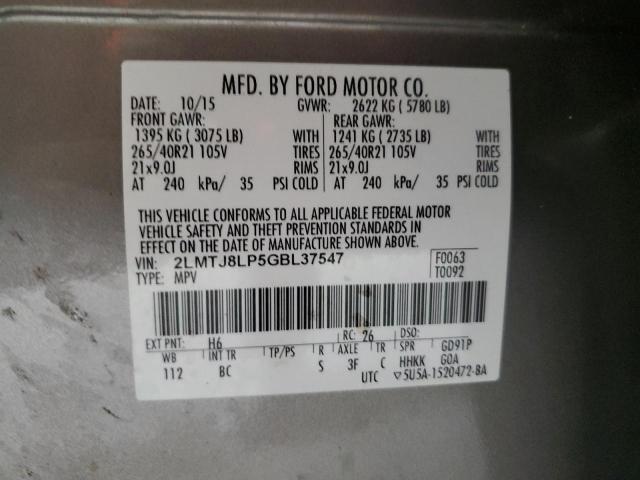 MFD. BY FORD MOTOR CO.
DATE: 10/15 GVWR: 2622 KG ( 5780 LB)
FRONT GAWR: REAR GAWR:
1395 KG ( 3075 LB) WITH 1241 KG ( 2735 LB) WITH
265/40R21 105V TIRES 265/40R21 105V TIRES
21x9.0J RIMS 21x9.0J RIMS
AT 240 kPa/ 35 PSI COLD AT 240 kPa/ 35 PSI COLD
THIS VEHICLE CONFORMS TO ALL APPLICABLE FEDERAL MOTOR
VEHICLE SAFETY AND THEFT PREVENTION STANDARDS IN
EFFECT ON THE DATE OF MANUFACTURE SHOWN ABOVE.
VIN: 2LMTJ8LP5GBL37547 F0063
TYPE: MPV T0092
EXT PNT: H6 RC: 26 DSO:
WB INT TR TP/PS R AXLE TR SPR GD91P
112 BC S 3F C HHKK G0A
UTC ▽5U5A-1520472-BA